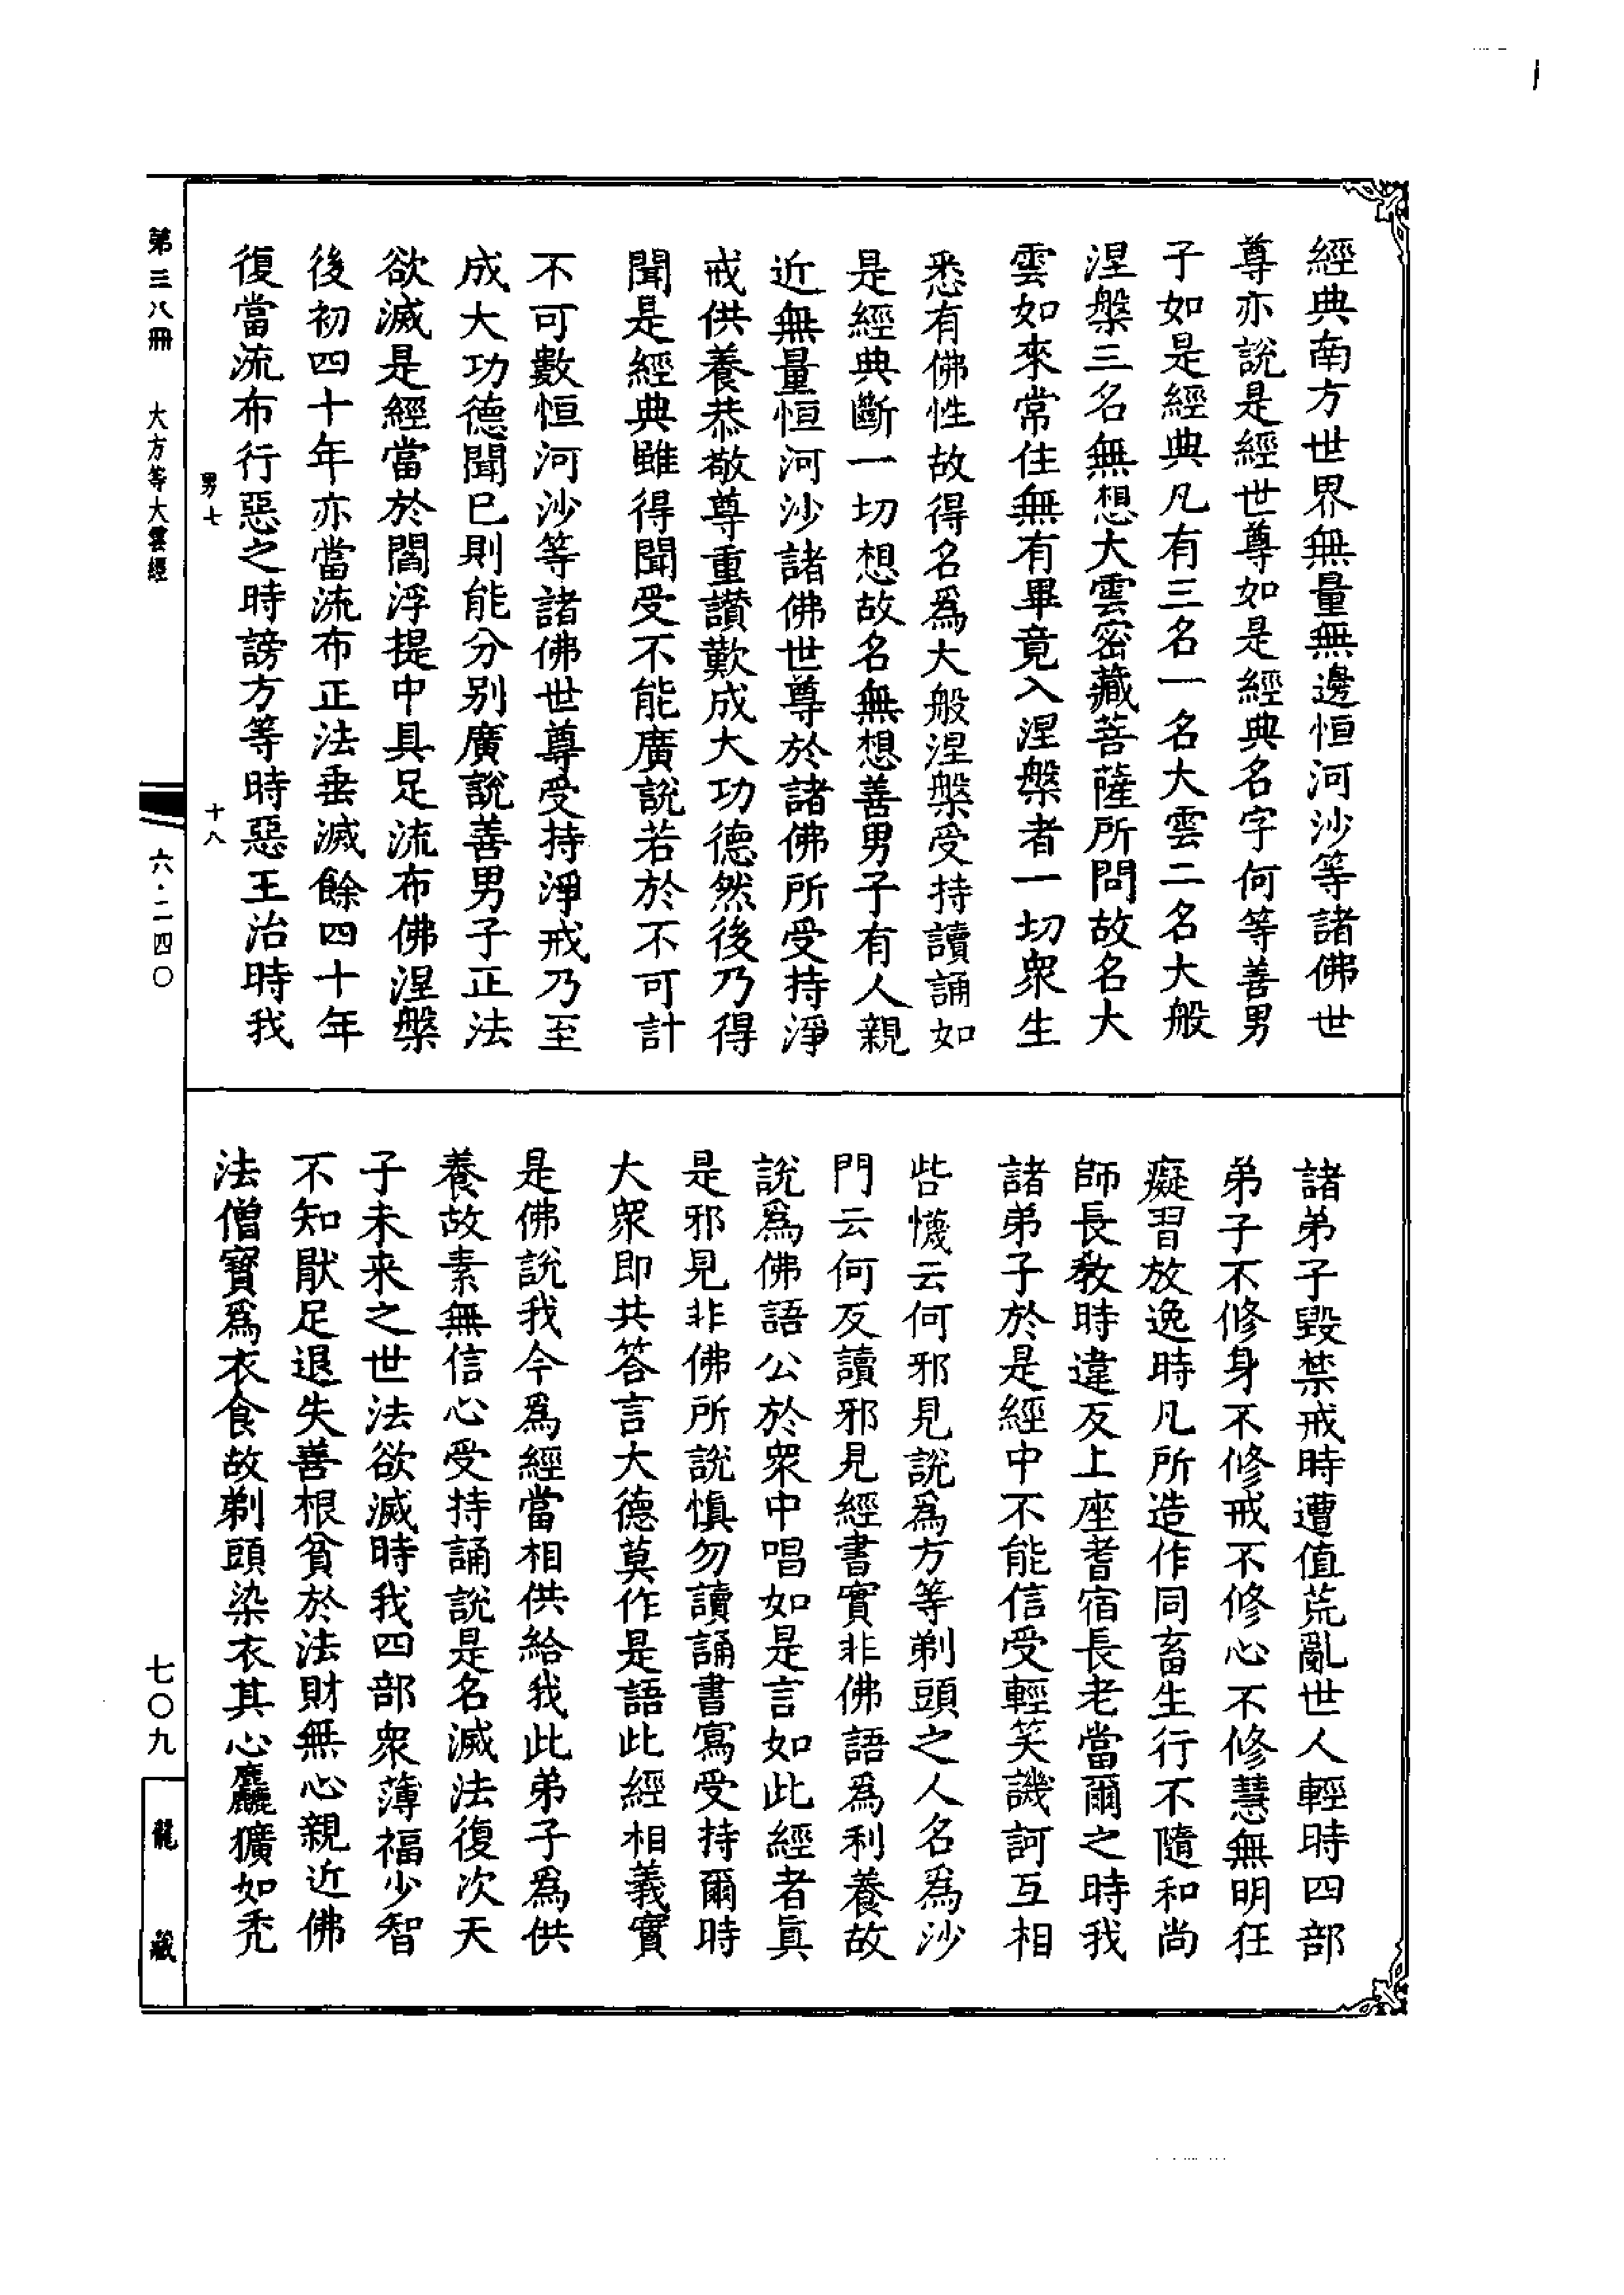 經典南方世界無量無邊恒河沙等諸佛世
尊亦說是經世尊如是經典名字何等善男
子如是經典凡有三名一名大雲二名大般
涅槃三名無想大雲密藏菩薩所問故名大
雲如來常住無有畢竟入涅槃者一切眾生
悉有佛性故得名爲大般涅槃受持讀誦如
是經典斷一切想故名無想善男子有人親
近無量恒河沙諸佛世尊於諸佛所受持淨
戒供養恭敬尊重讚歎成大功德然後乃得
聞是經典雖得聞受不能廣說若於不可計
不可數恒河沙等諸佛世尊受持淨戒乃至
成大功德聞已則能分别廣說善男子正法
欲滅是經當於閻浮提中具足流布佛涅槃
後初四十年亦當流布正法垂滅餘四十年
復當流布行惡之時謗方等時惡王治時我
諸弟子毀禁戒時遭值荒亂世人輕時四部
弟子不修身不修戒不修心不修慧無明狂
癡習放逸時凡所造作同畜生行不隨和尚
師長教時違反上座耆宿長老當爾之時我
諸弟子於是經中不能信受輕笑譏訶互相
呰懱云何邪見說爲方等剃頭之人名爲沙
門云何反讀邪見經書實非佛語爲利養故
說爲佛語公於眾中唱如是言如此經者眞
是邪見非佛所說慎勿讀誦書寫受持爾時
大眾即共答言大德莫作是語此經相義實
是佛說我今爲經當相供給我此弟子爲供
養故素無信心受持誦說是名滅法復次天
子未来之世法欲滅時我四部眾薄福少智
不知猒足退失善根貧於法財無心親近佛
法僧寶爲衣食故剃頭染衣其心麤獷如禿
男七
十八
第三八冊 大方等大雲經
六·二四〇
七〇九
龍藏